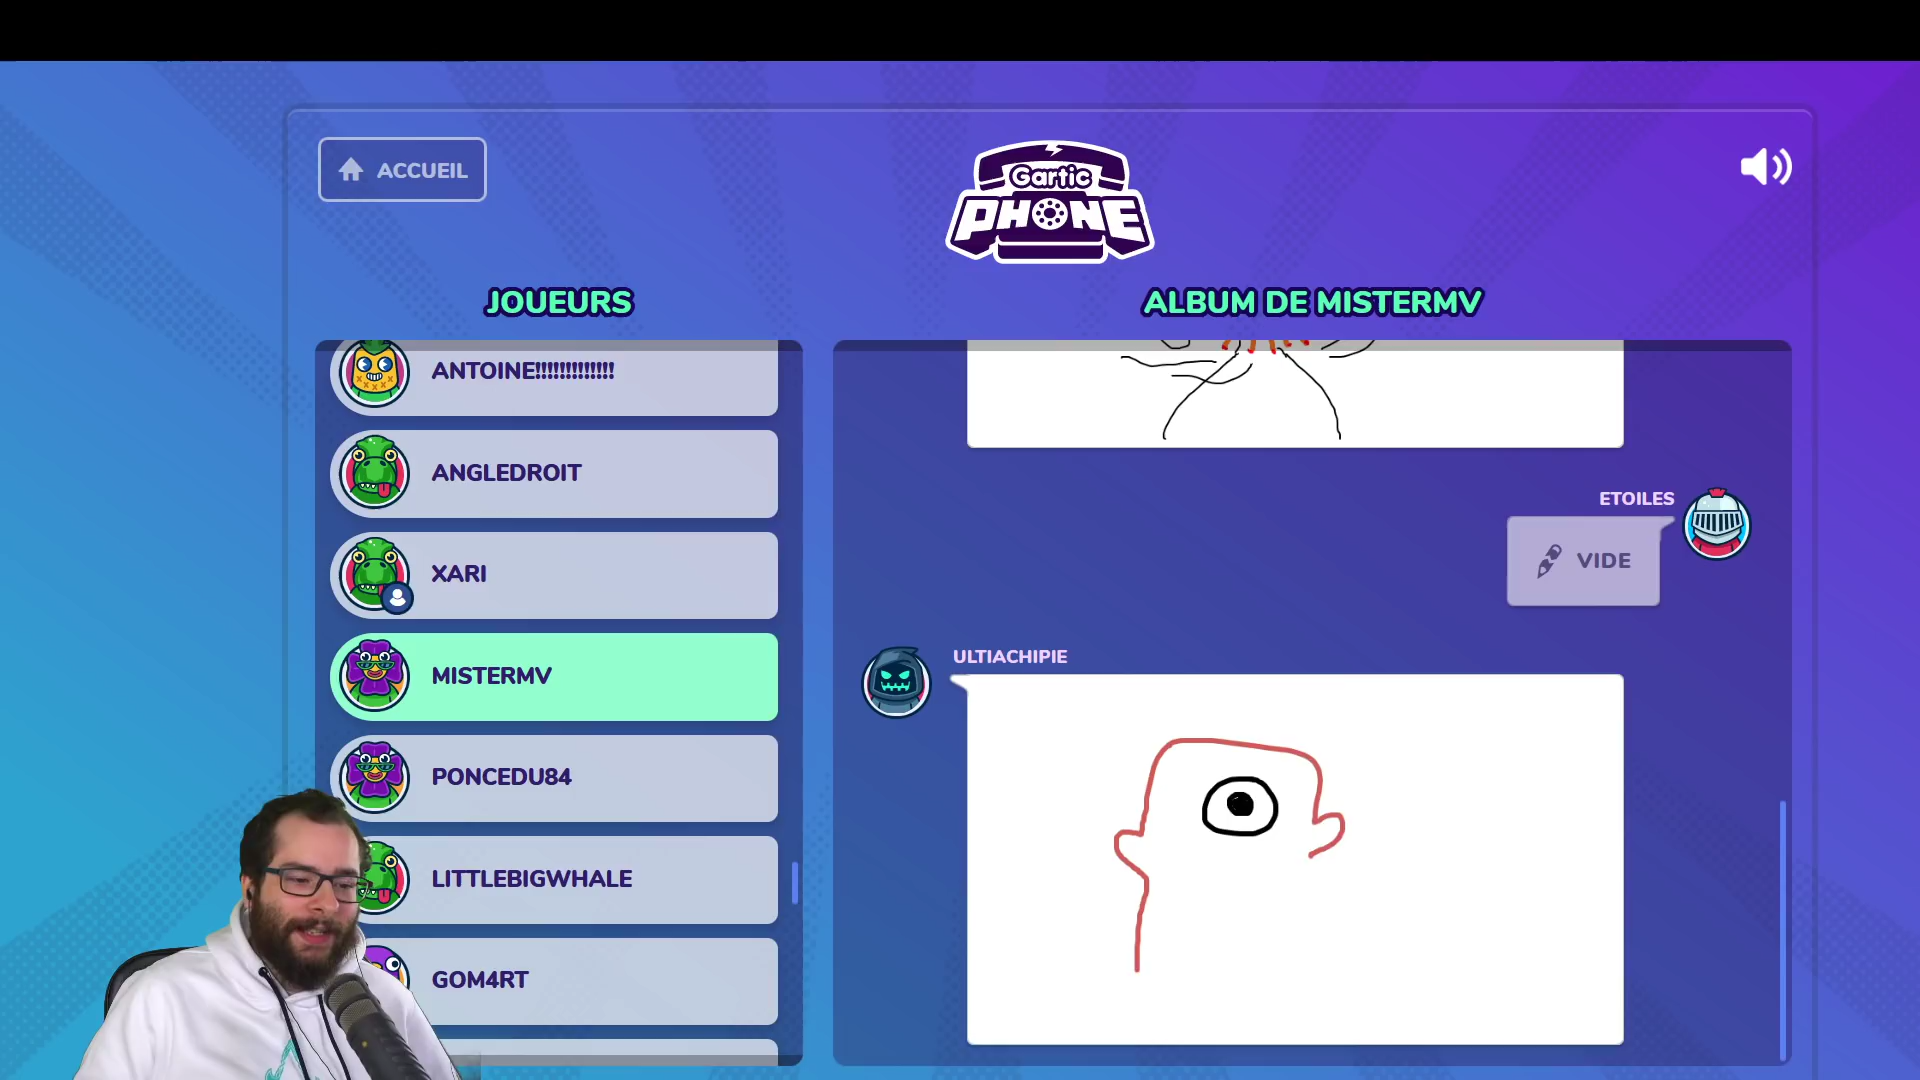 ACCUEIL
Gartic
PHONE
JOUEURS
ALBUM DE MISTERMV
ANTOINE!!!!!!!!!!!!!
ANGLEDROIT
XARI
MISTERMV
PONCEDU84
LITTLEBIGWHALE
GOM4RT
ETOILES
VIDE
ULTIACHIPIE